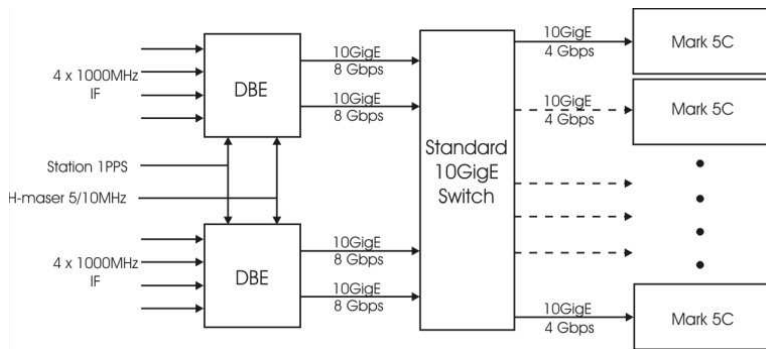 4 x 1000MHz
IF
DBE
10GigE
8 Gbps
10GigE
8 Gbps
Station 1PPS
H-maser 5/10MHz
4 x 1000MHz
IF
DBE
10GigE
8 Gbps
10GigE
8 Gbps
Standard
10GigE
Switch
10GigE
4 Gbps
Mark 5C
10GigE
4 Gbps
Mark 5C
10GigE
4 Gbps
Mark 5C